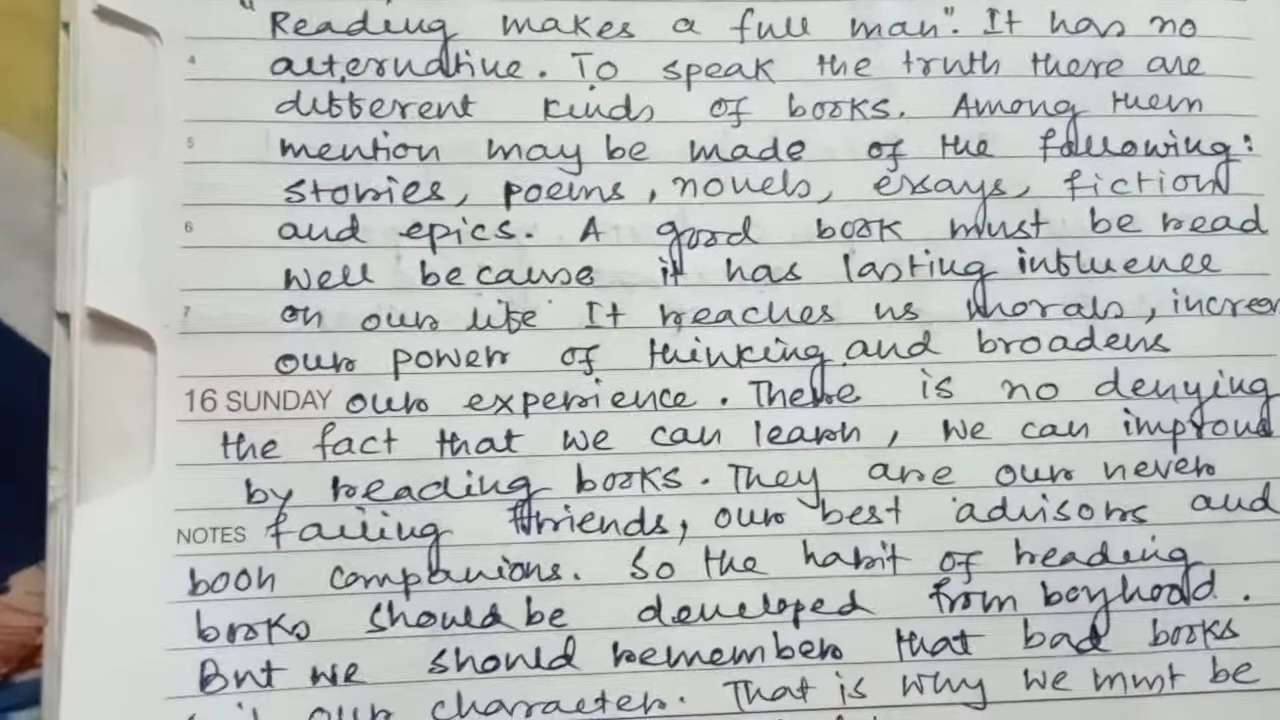 "Reading makes a full man". It has no
4 alternative. To speak the truth there are
different kinds of books. Among them
5 mention may be made of the following:
stories, poems, novels, essays, fiction
6 and epics. A good book must be read
well because it has lasting influence
7 on our life It teaches us morals, increa
our power of thinking and broadens
16 SUNDAY our experience. There is no denying
the fact that we can learn, we can improve
by reading books. They are our never
NOTES failing friends, our best advisors and
boon companions. So the habit of reading
books should be developed from boyhood.
But we should remember that bad books
our character. That is why we must be